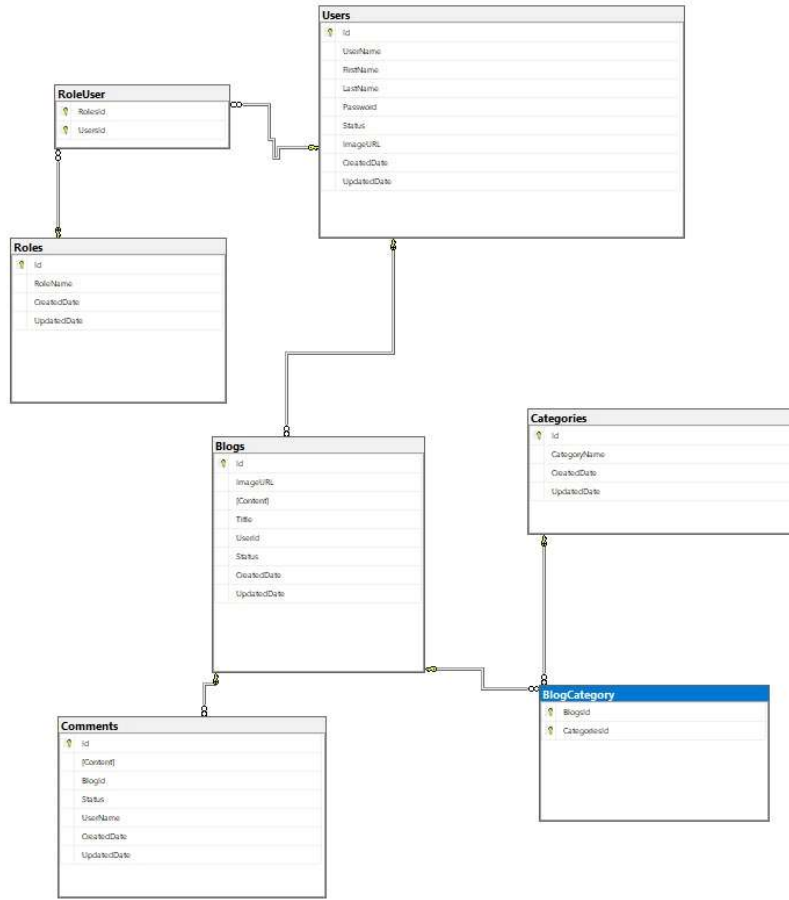 Users
Id
UserName
FirstName
LastName
Password
Status
ImageURL
CreatedDate
UpdatedDate
RoleUser
RolesId
UsersId
Roles
Id
RoleName
CreatedDate
UpdatedDate
Blogs
Id
ImageURL
[Content]
Title
UserId
Status
CreatedDate
UpdatedDate
Categories
Id
CategoryName
CreatedDate
UpdatedDate
BlogCategory
BlogsId
CategoriesId
Comments
Id
[Content]
BlogId
Status
UserName
CreatedDate
UpdatedDate